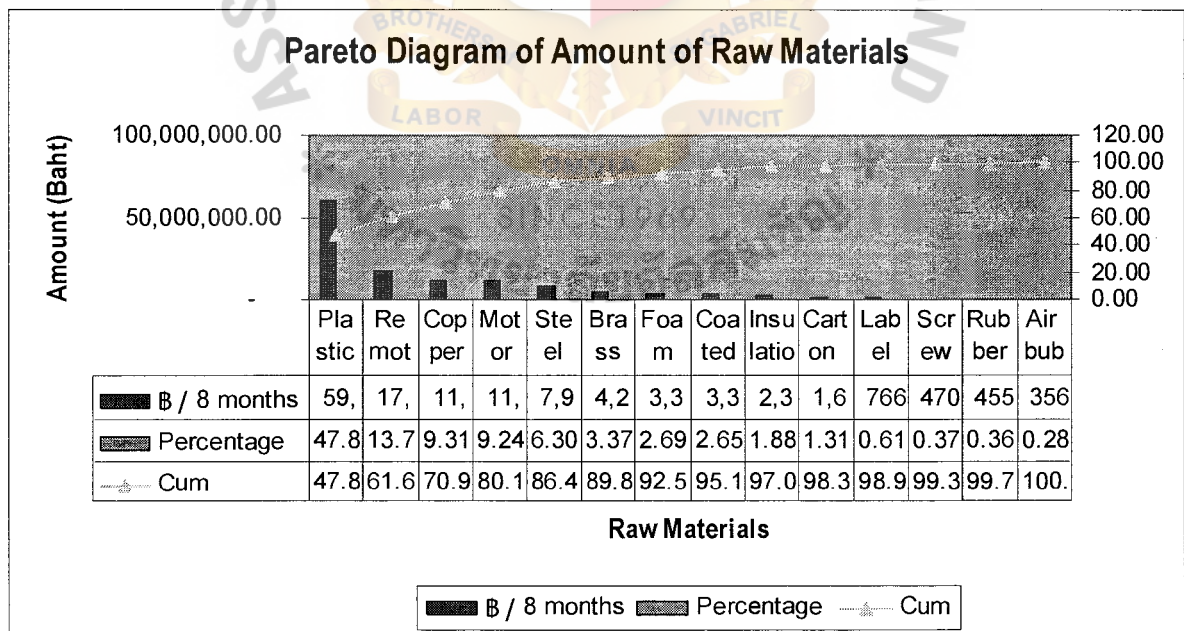 BROTHERS GABRIEL
Pareto Diagram of Amount of Raw Materials
LABOR VINCIT
Amount (Baht)
100,000,000.00 120.00
100.00
80.00
50,000,000.00 60.00
SINCE 1969
40.00
20.00
- 0.00
Pla Re Cop Mot Ste Bra Foa Coa Insu Cart Lab Scr Rub Air
stic mot per or el ss m ted latio on el ew ber bub
฿ / 8 months 59, 17, 11, 11, 7,9 4,2 3,3 3,3 2,3 1,6 766 470 455 356
Percentage 47.8 13.7 9.31 9.24 6.30 3.37 2.69 2.65 1.88 1.31 0.61 0.37 0.36 0.28
Cum 47.8 61.6 70.9 80.1 86.4 89.8 92.5 95.1 97.0 98.3 98.9 99.3 99.7 100.
Raw Materials
฿ / 8 months Percentage Cum